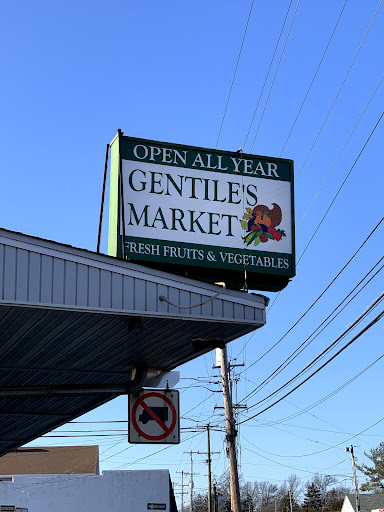 OPEN ALL YEAR
GENTILE'S
MARKET
FRESH FRUITS & VEGETABLES